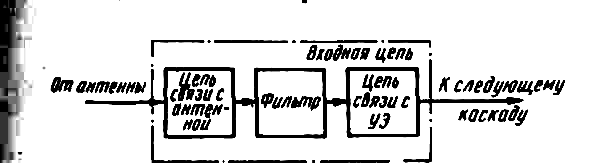 Входная цепь
От антенны
Цепь
связи с
антен-
ной
Фильтр
Цепь
связи с
УЭ
К следующему
каскаду